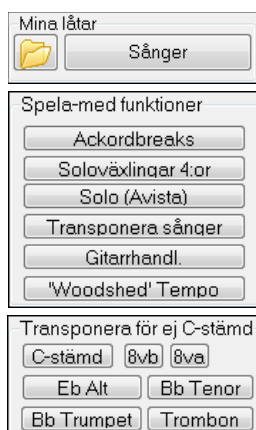 Mina låtar
Sånger
Spela-med funktioner
Ackordbreaks
Soloväxlingar 4:or
Solo (Avista)
Transponera sånger
Gitarrhandl.
'Woodshed' Tempo
Transponera för ej C-stämd
C-stämd 8vb 8va
Eb Alt Bb Tenor
Bb Trumpet Trombon